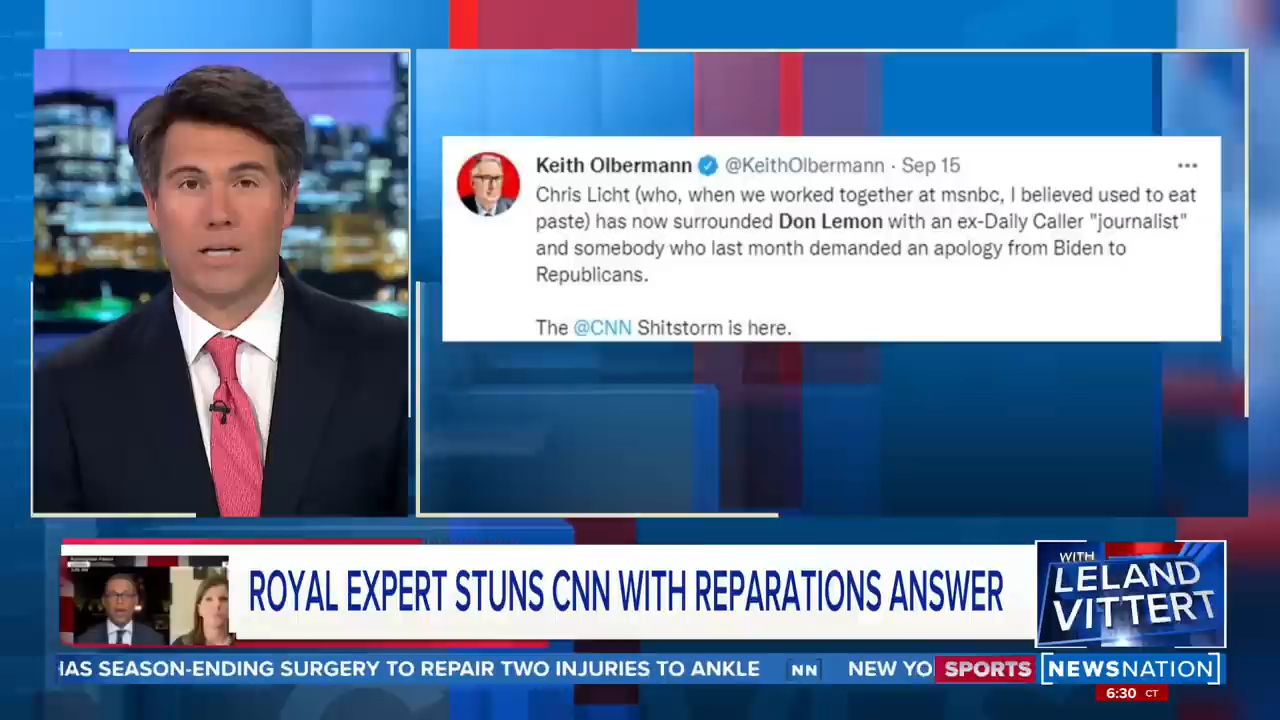 Keith Olbermann @KeithOlbermann · Sep 15
Chris Licht (who, when we worked together at msnbc, I believed used to eat
paste) has now surrounded Don Lemon with an ex-Daily Caller "journalist"
and somebody who last month demanded an apology from Biden to
Republicans.
The @CNN Shitstorm is here.
ROYAL EXPERT STUNS CNN WITH REPARATIONS ANSWER
WITH
LELAND
VITTERT
HAS SEASON-ENDING SURGERY TO REPAIR TWO INJURIES TO ANKLE NN NEW YO SPORTS NEWSNATION
6:30 CT